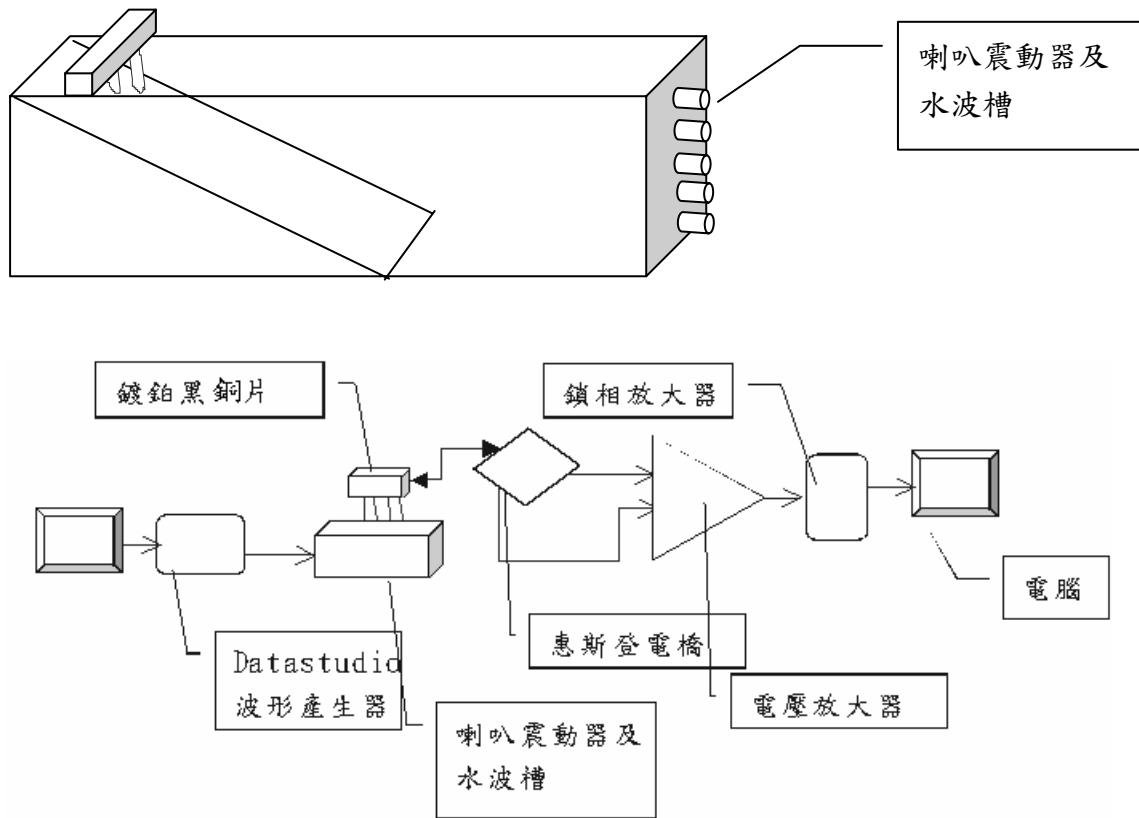 喇叭震動器及
水波槽
鍍鉑黑銅片
鎖相放大器
電腦
惠斯登電橋
Datastudio
波形產生器
電壓放大器
喇叭震動器及
水波槽